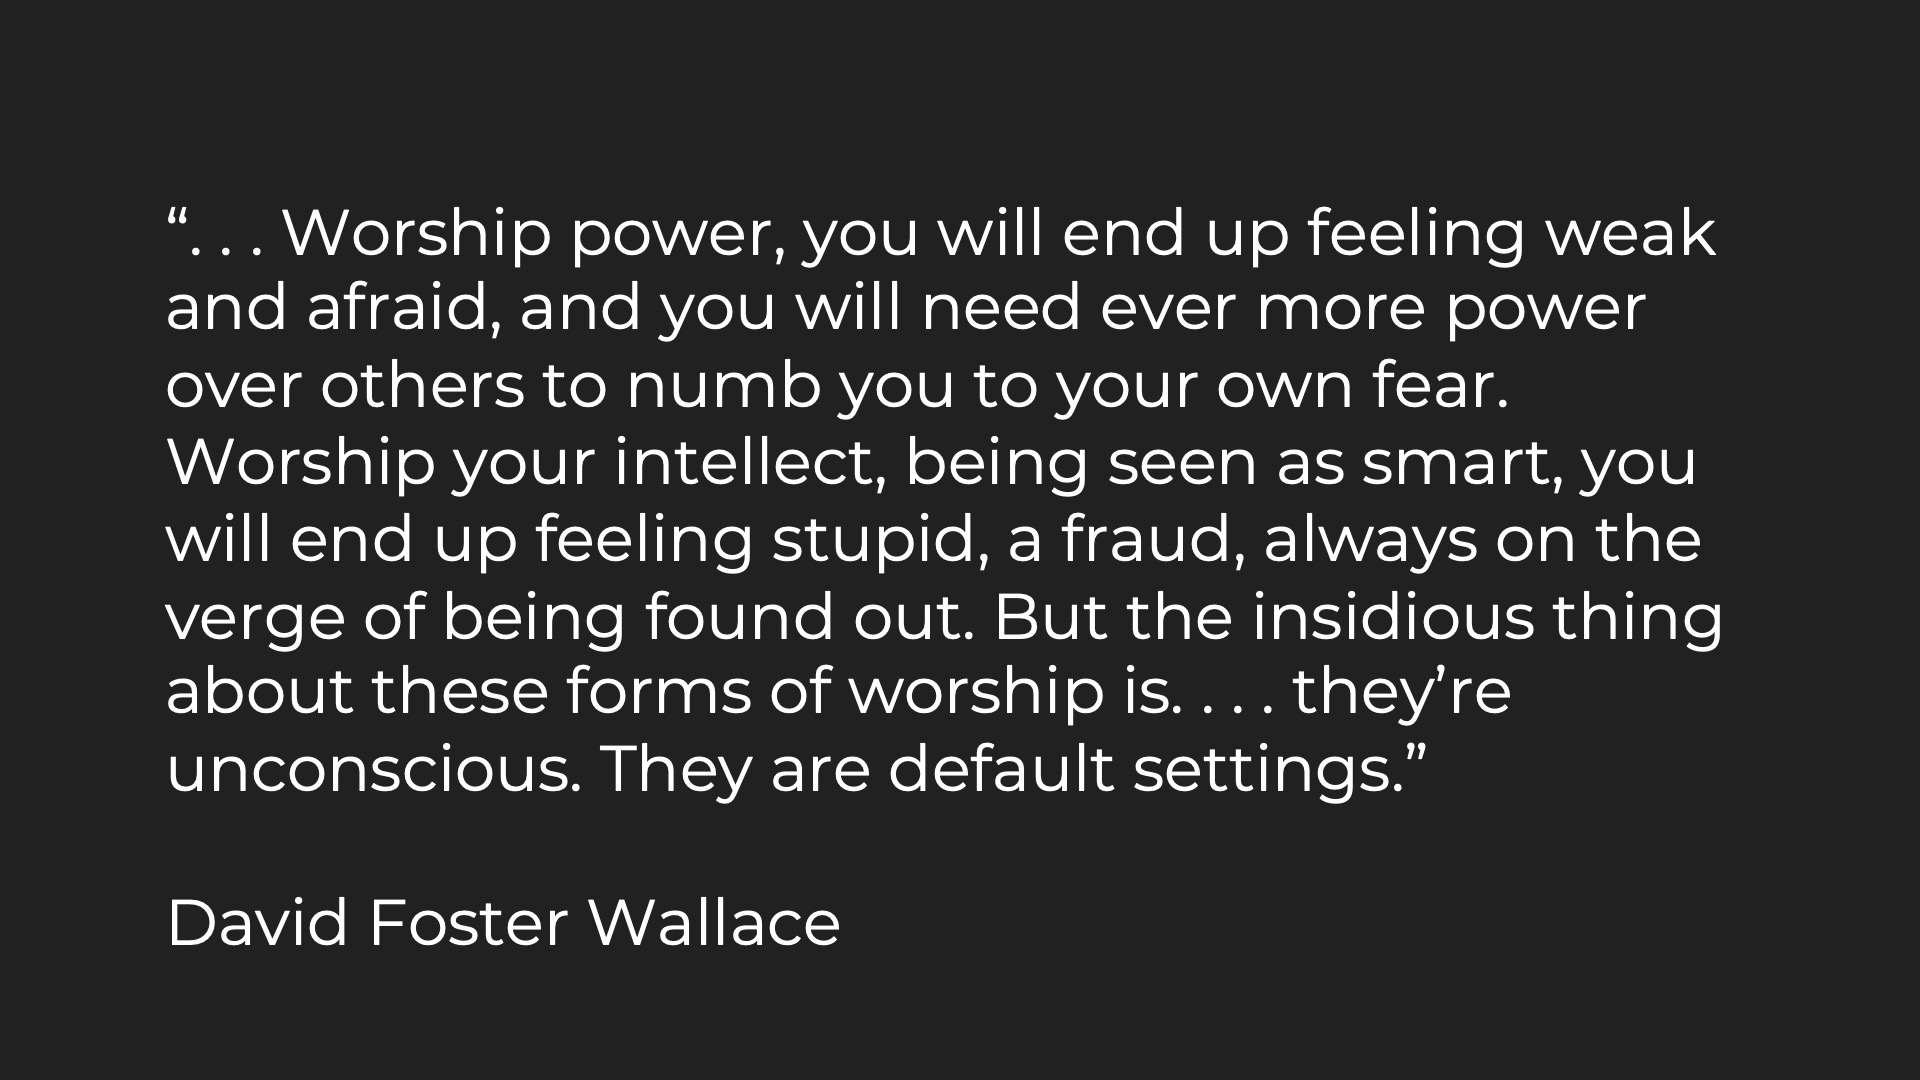 “. . . Worship power, you will end up feeling weak
and afraid, and you will need ever more power
over others to numb you to your own fear.
Worship your intellect, being seen as smart, you
will end up feeling stupid, a fraud, always on the
verge of being found out. But the insidious thing
about these forms of worship is. . . . they’re
unconscious. They are default settings.”
David Foster Wallace